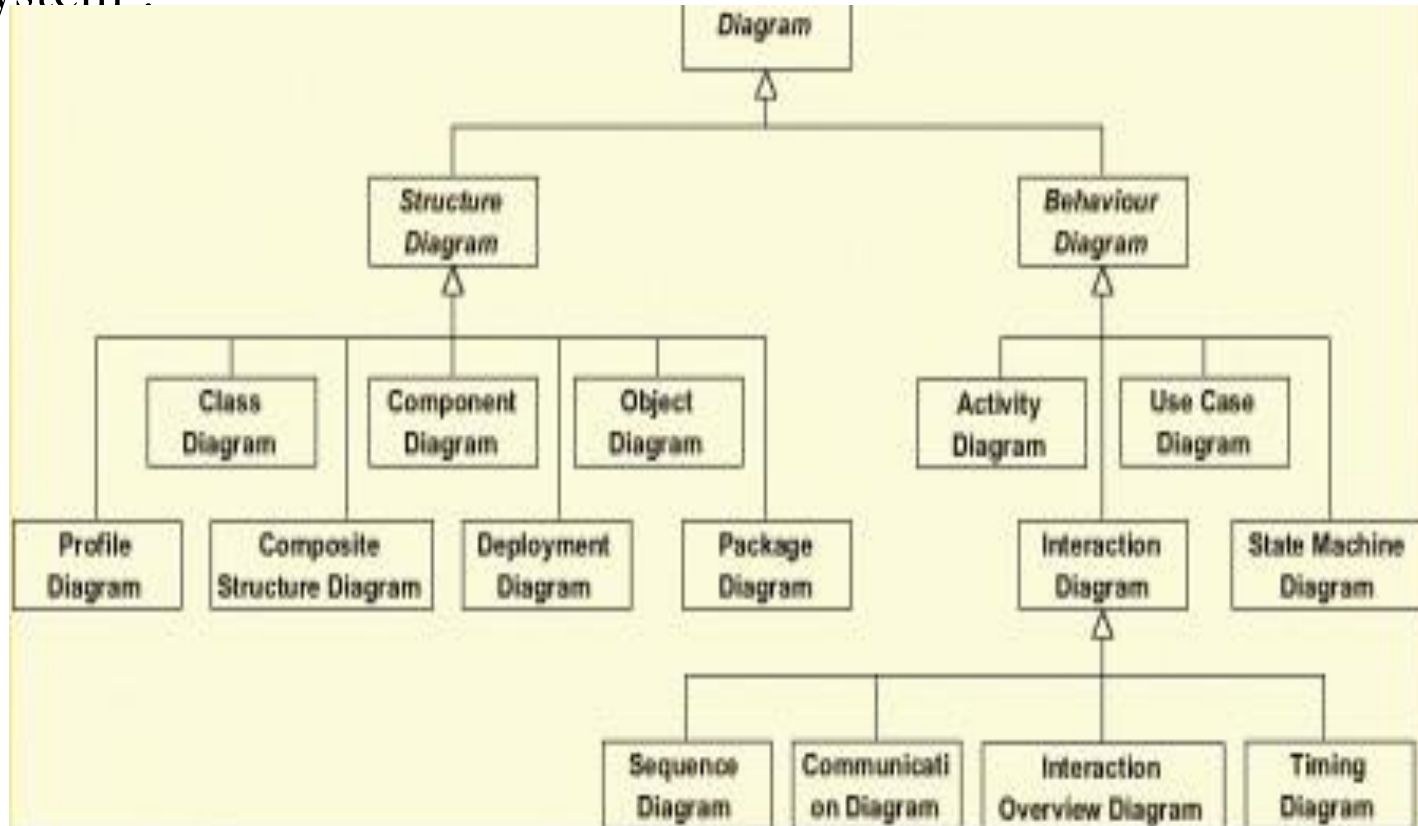 Diagram
Structure
Diagram
Behaviour
Diagram
Class
Diagram
Component
Diagram
Object
Diagram
Activity
Diagram
Use Case
Diagram
Profile
Diagram
Composite
Structure Diagram
Deployment
Diagram
Package
Diagram
Interaction
Diagram
State Machine
Diagram
Sequence
Diagram
Communicati
on Diagram
Interaction
Overview Diagram
Timing
Diagram